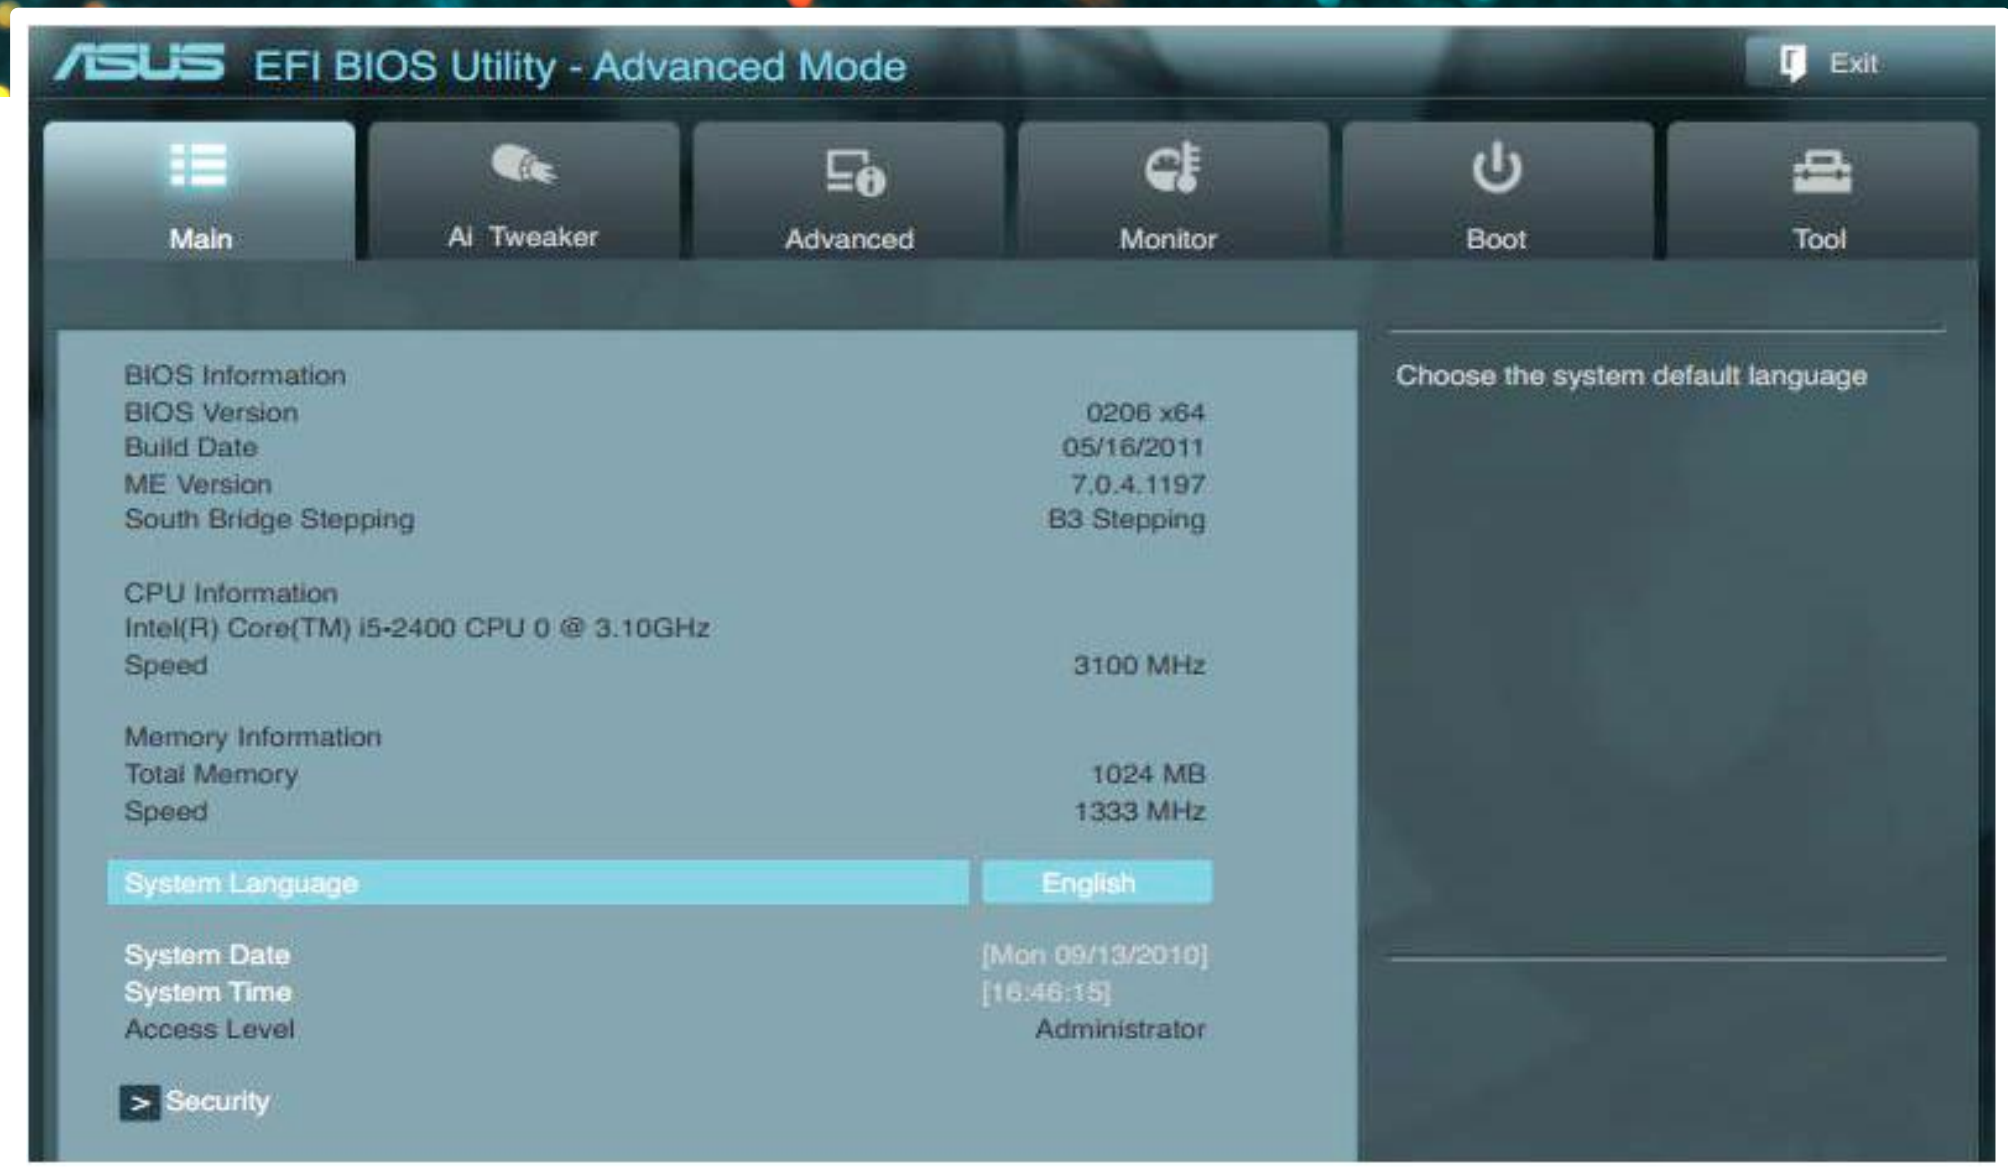 ASUS EFI BIOS Utility - Advanced Mode
Exit
Main
Ai Tweaker
Advanced
Monitor
Boot
Tool
BIOS Information
BIOS Version 0206 x64
Build Date 05/16/2011
ME Version 7.0.4.1197
South Bridge Stepping B3 Stepping
CPU Information
Intel(R) Core(TM) i5-2400 CPU 0 @ 3.10GHz
Speed 3100 MHz
Memory Information
Total Memory 1024 MB
Speed 1333 MHz
System Language English
System Date [Mon 09/13/2010]
System Time [16:46:15]
Access Level Administrator
> Security
Choose the system default language